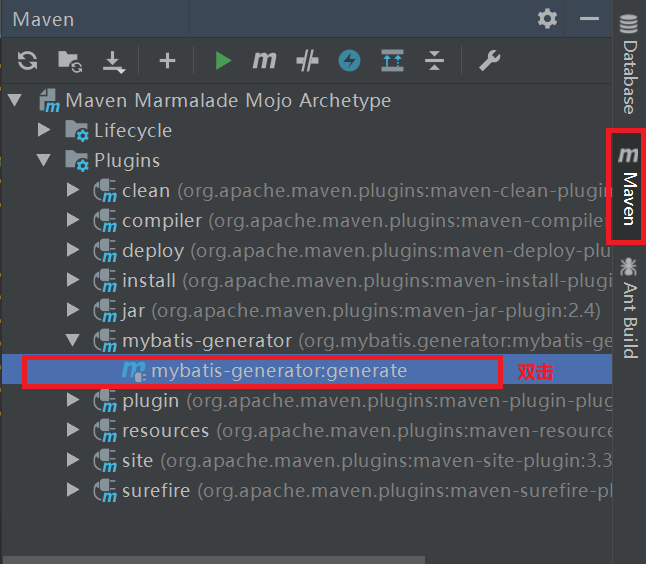 Maven
Maven Marmalade Mojo Archetype
Lifecycle
Plugins
clean (org.apache.maven.plugins:maven-clean-plugin
compiler (org.apache.maven.plugins:maven-compiler
deploy (org.apache.maven.plugins:maven-deploy-plu
install (org.apache.maven.plugins:maven-install-plugi
jar (org.apache.maven.plugins:maven-jar-plugin:2.4)
mybatis-generator (org.mybatis.generator:mybatis-ge
mybatis-generator:generate 双击
plugin (org.apache.maven.plugins:maven-plugin-plug
resources (org.apache.maven.plugins:maven-resource
site (org.apache.maven.plugins:maven-site-plugin:3.3
surefire (org.apache.maven.plugins:maven-surefire-pl
Database
Maven
Ant Build